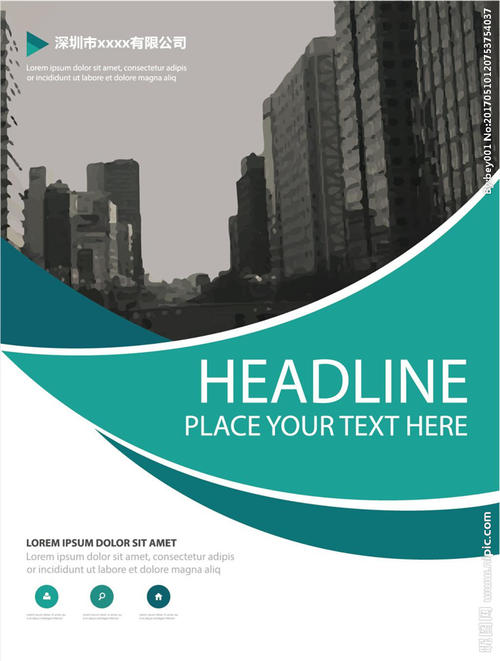 深圳市xxxx有限公司
Lorem ipsum dolor sit amet, consectetur adipis
or incididunt ut labore et dolore magna aliq
HEADLINE
PLACE YOUR TEXT HERE
LOREM IPSUM DOLOR SIT AMET
Lorem ipsum dolor sit amet, consectetur adipis
or incididunt ut labore et dolore magna aliq
No:20170510120753754037